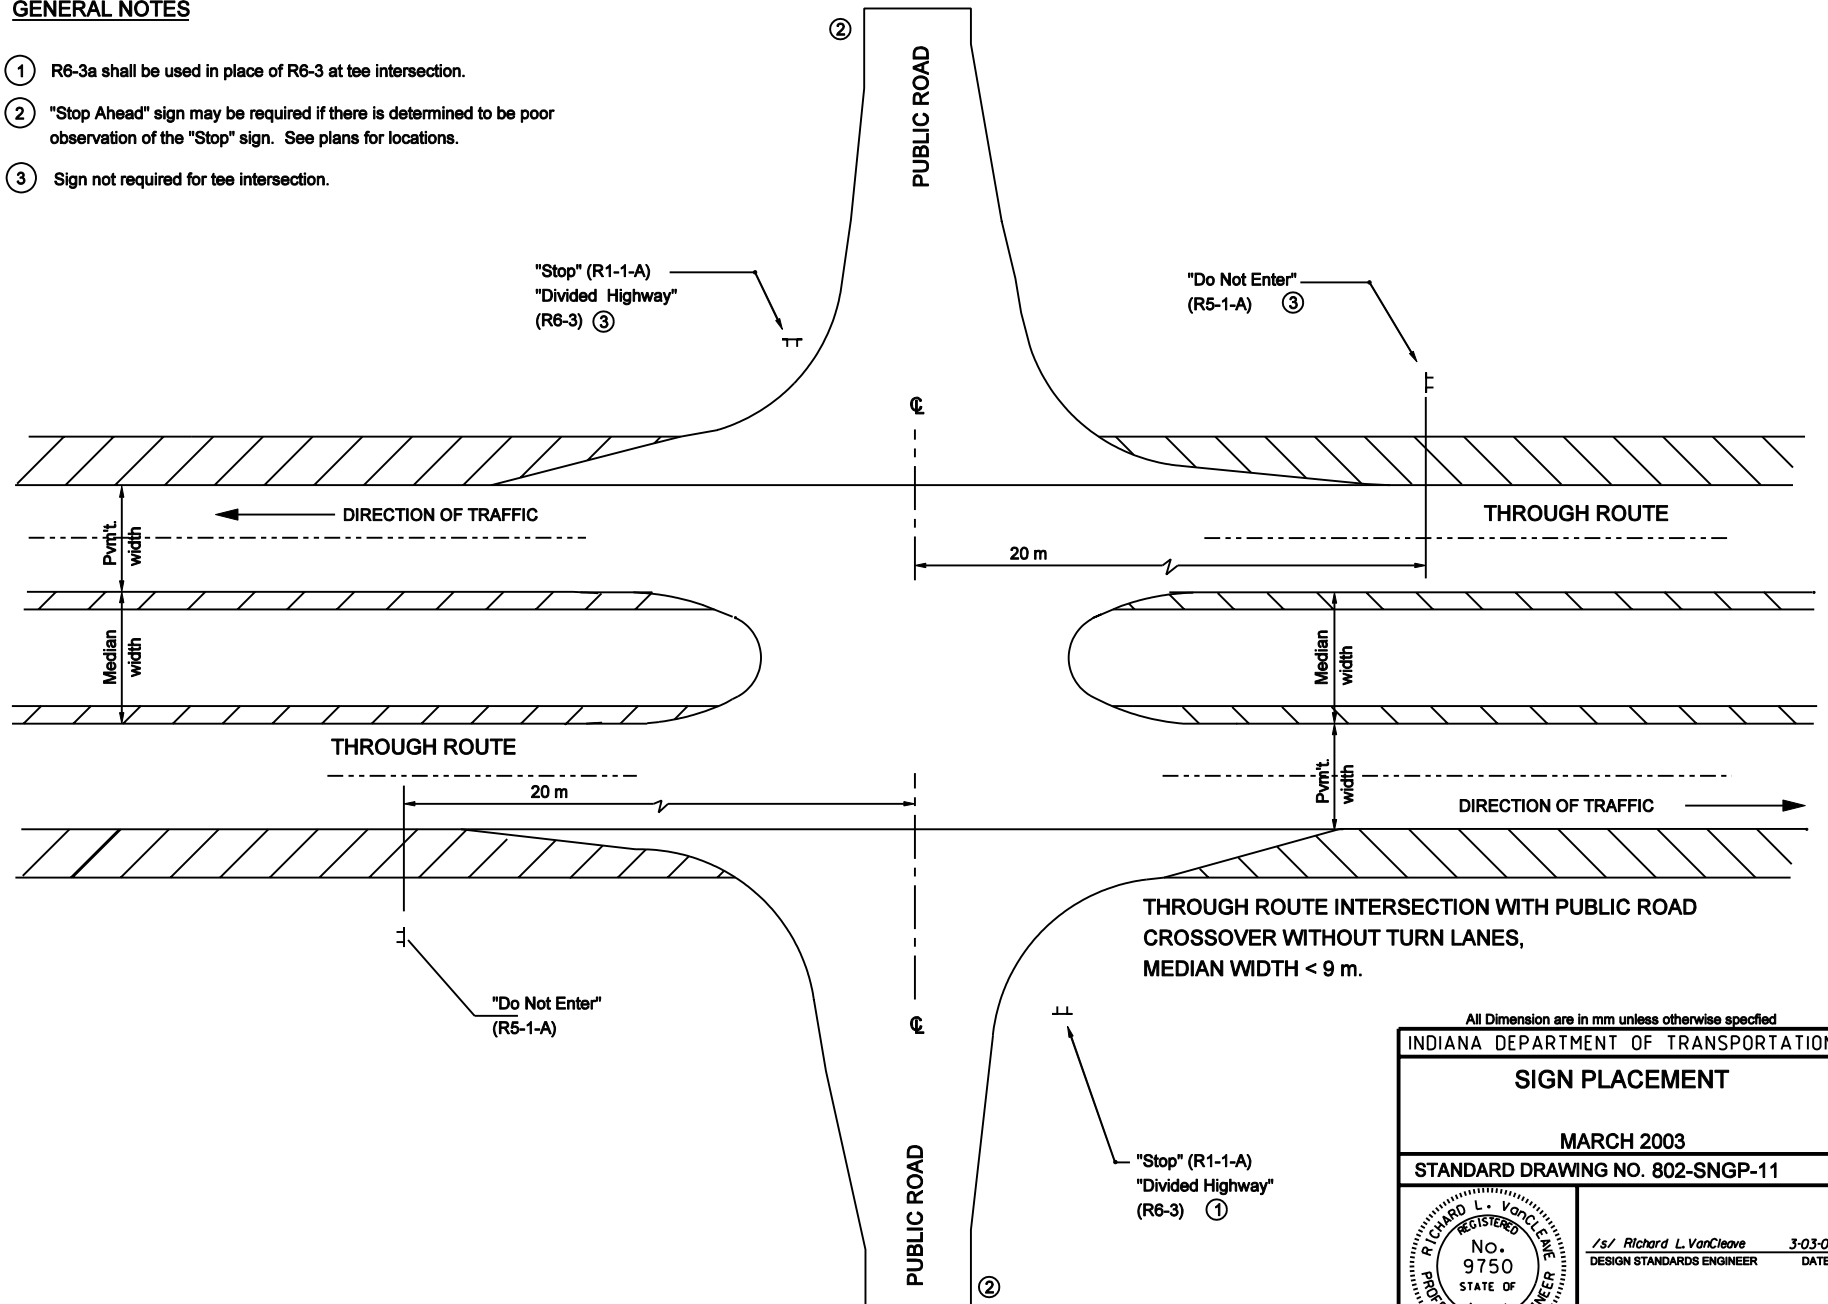 GENERAL NOTES
1 R6-3a shall be used in place of R6-3 at tee intersection.
2 "Stop Ahead" sign may be required if there is determined to be poor
observation of the "Stop" sign. See plans for locations.
3 Sign not required for tee intersection.
2
PUBLIC ROAD
"Stop" (R1-1-A)
"Divided Highway"
(R6-3) 3
"Do Not Enter"
(R5-1-A) 3
℄
DIRECTION OF TRAFFIC
THROUGH ROUTE
Pvm't.
width
20 m
Median
width
Median
width
THROUGH ROUTE
20 m
Pvm't.
width
DIRECTION OF TRAFFIC
THROUGH ROUTE INTERSECTION WITH PUBLIC ROAD
CROSSOVER WITHOUT TURN LANES,
MEDIAN WIDTH < 9 m.
"Do Not Enter"
(R5-1-A)
℄
"Stop" (R1-1-A)
"Divided Highway"
(R6-3) 1
PUBLIC ROAD
2
All Dimension are in mm unless otherwise specfied
INDIANA DEPARTMENT OF TRANSPORTATION
SIGN PLACEMENT
MARCH 2003
STANDARD DRAWING NO. 802-SNGP-11
RICHARD L. VanCLEAVE
REGISTERED
No.
9750
STATE OF
/s/ Richard L. VanCleave 3-03-0
DESIGN STANDARDS ENGINEER DATE